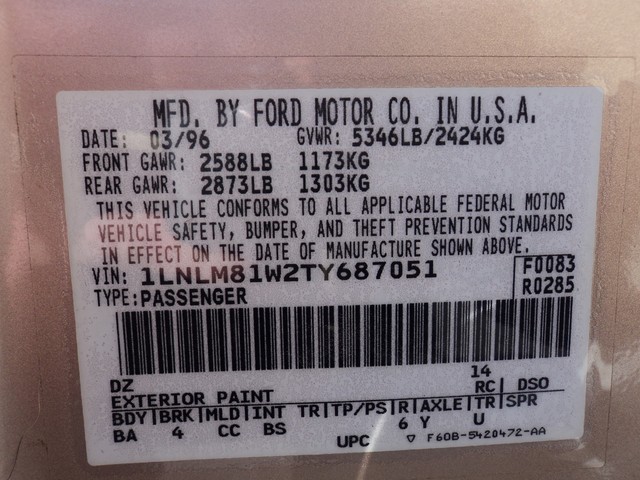 MFD. BY FORD MOTOR CO. IN U.S.A.
DATE: 03/96 GVWR: 5346LB/2424KG
FRONT GAWR: 2588LB 1173KG
REAR GAWR: 2873LB 1303KG
THIS VEHICLE CONFORMS TO ALL APPLICABLE FEDERAL MOTOR
VEHICLE SAFETY, BUMPER, AND THEFT PREVENTION STANDARDS
IN EFFECT ON THE DATE OF MANUFACTURE SHOWN ABOVE.
VIN: 1LNLM81W2TY687051 F0083
TYPE: PASSENGER R0285
DZ 14
EXTERIOR PAINT RC| DSO
BDY|BRK|MLD|INT TR|TP/PS|R|AXLE|TR|SPR
BA 4 CC BS 6 Y U
UPC ▽ F60B-5420472-AA